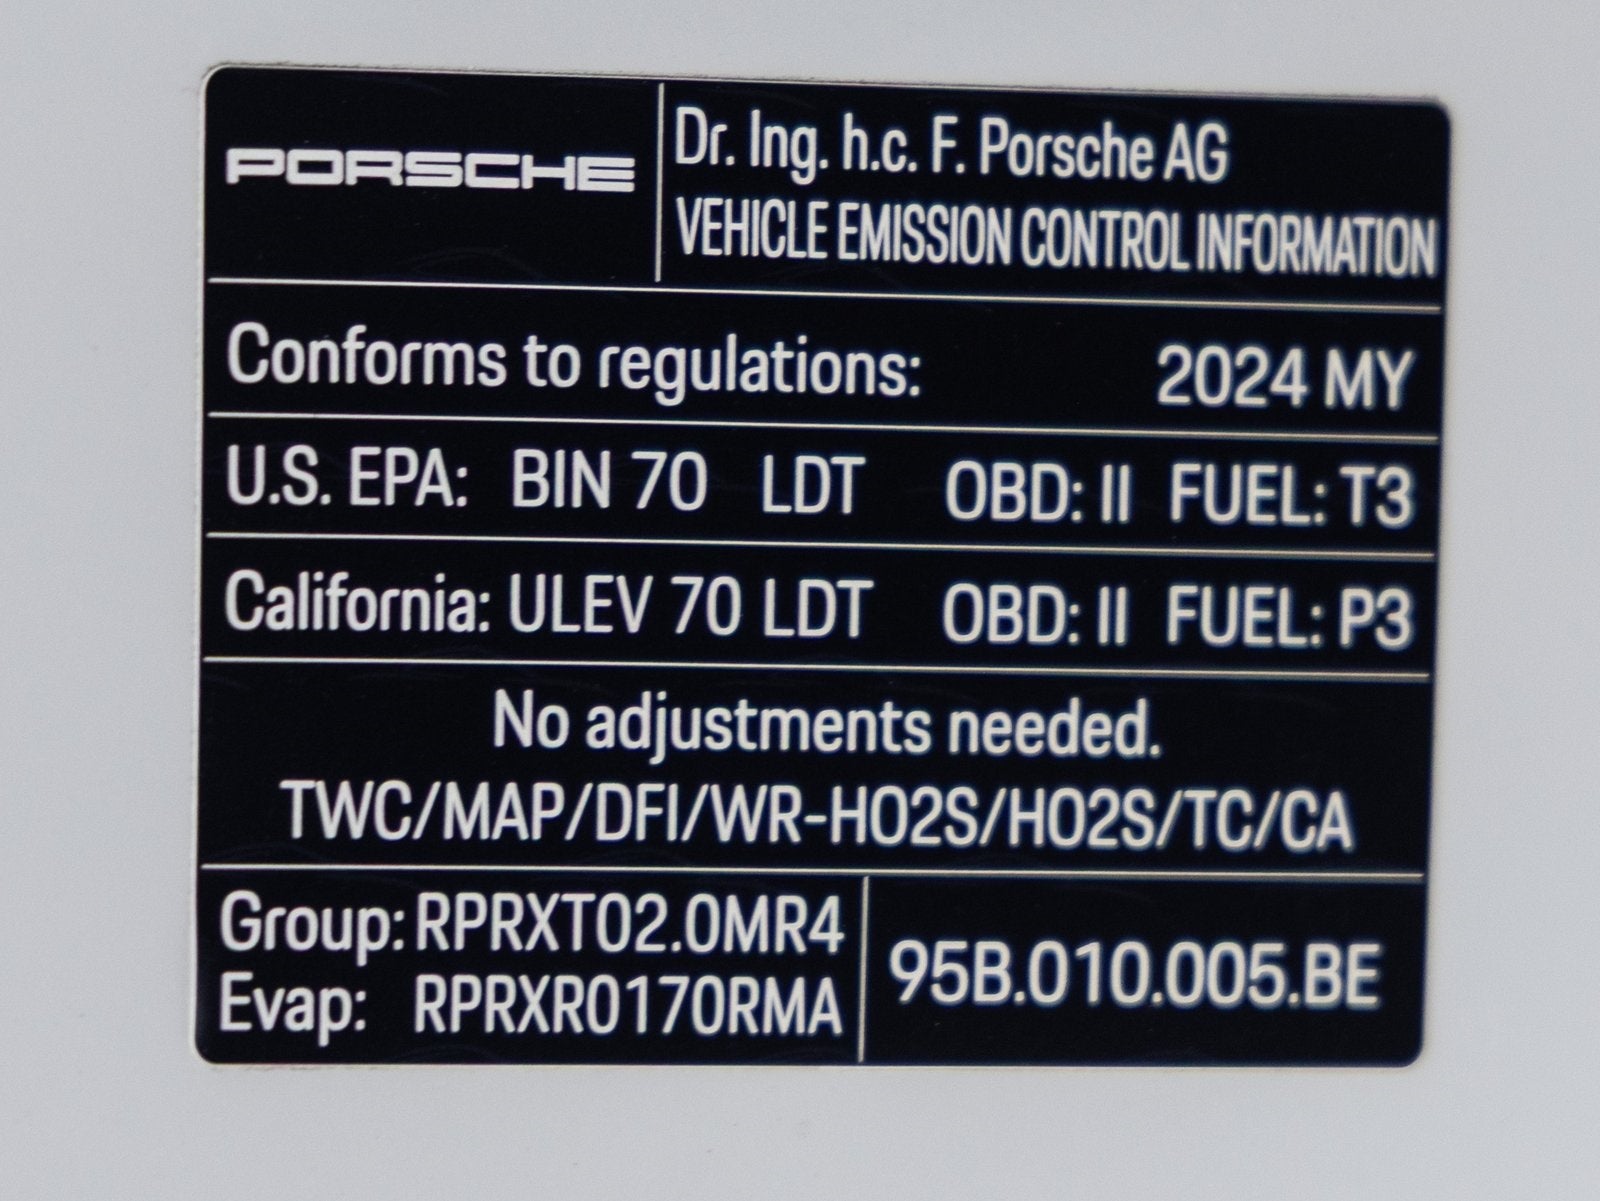 PORSCHE
Dr. Ing. h.c. F. Porsche AG
VEHICLE EMISSION CONTROL INFORMATION
Conforms to regulations: 2024 MY
U.S. EPA: BIN 70 LDT OBD: II FUEL: T3
California: ULEV 70 LDT OBD: II FUEL: P3
No adjustments needed.
TWC/MAP/DFI/WR-HO2S/HO2S/TC/CA
Group: RPRXT02.0MR4
Evap: RPRXR0170RMA
95B.010.005.BE